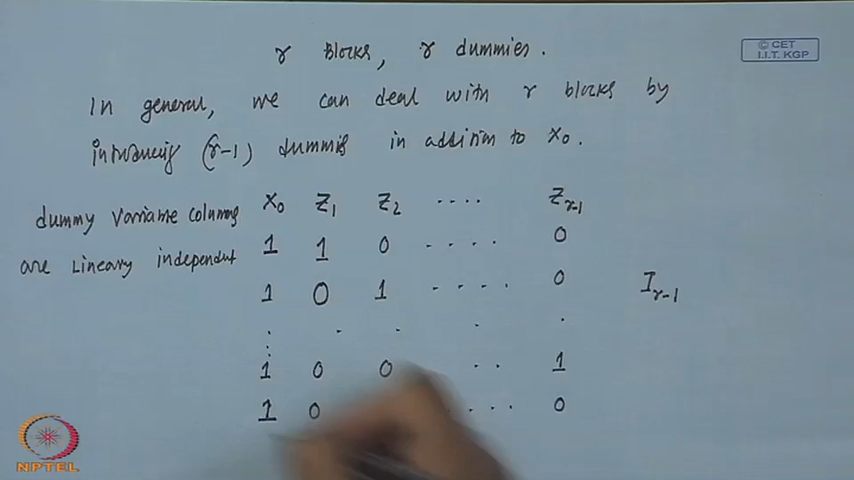 r Blocks, r dummies.
© CET
I.I.T. KGP
In general, we can deal with r blocks by
introducing (r-1) dummies in addition to X0.
dummy variable columns
are Linearly independent
X0 Z1 Z2 .... Zr-1
1 1 0 .... 0
1 0 1 .... 0
Ir-1
: . . . .
1 0 0 .. 1
1 0 ... 0
NPTEL